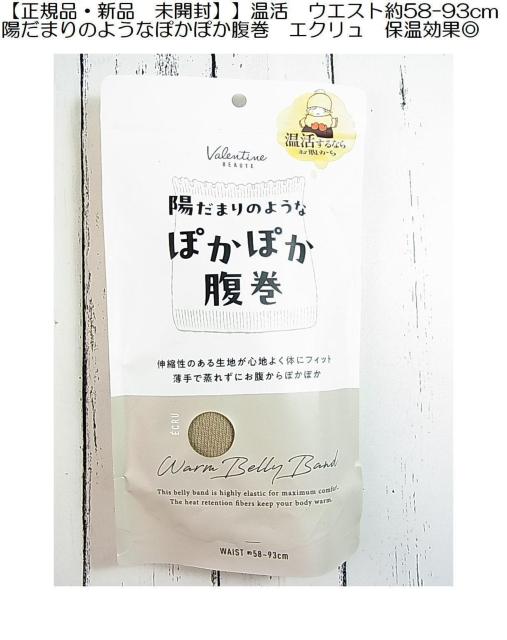 【正規品・新品　未開封】】温活　ウエスト約58-93cm
陽だまりのようなぽかぽか腹巻　エクリュ　保温効果◎
温活するなら
Valentine
BEAUTE
陽だまりのような
ぽかぽか
腹巻
伸縮性のある生地が心地よく体にフィット
薄手で蒸れずにお腹からぽかぽか
ÉCRU
Warm Belly Band
This belly band is highly elastic for maximum comfort.
The heat retention fibers keep your body warm.
WAIST 約58-93cm